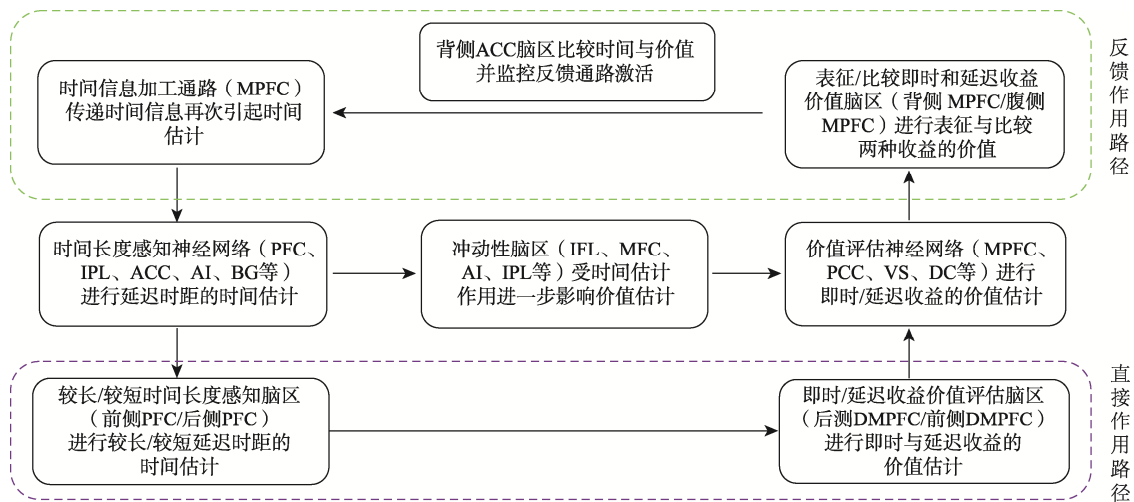 背侧ACC脑区比较时间与价值
并监控反馈通路激活
时间信息加工通路（MPFC）
传递时间信息再次引起时间
估计
表征/比较即时和延迟收益
价值脑区（背侧 MPFC/腹侧
MPFC）进行表征与比较
两种收益的价值
反馈作用路径
时间长度感知神经网络（PFC、
IPL、ACC、AI、BG等）
进行延迟时距的时间估计
冲动性脑区（IFL、MFC、
AI、IPL等）受时间估计
作用进一步影响价值估计
价值评估神经网络（MPFC、
PCC、VS、DC等）进行
即时/延迟收益的价值估计
较长/较短时间长度感知脑区
（前侧PFC/后侧PFC）
进行较长/较短延迟时距的
时间估计
即时/延迟收益价值评估脑区
（后测DMPFC/前侧DMPFC）
进行即时与延迟收益的
价值估计
直接作用路径